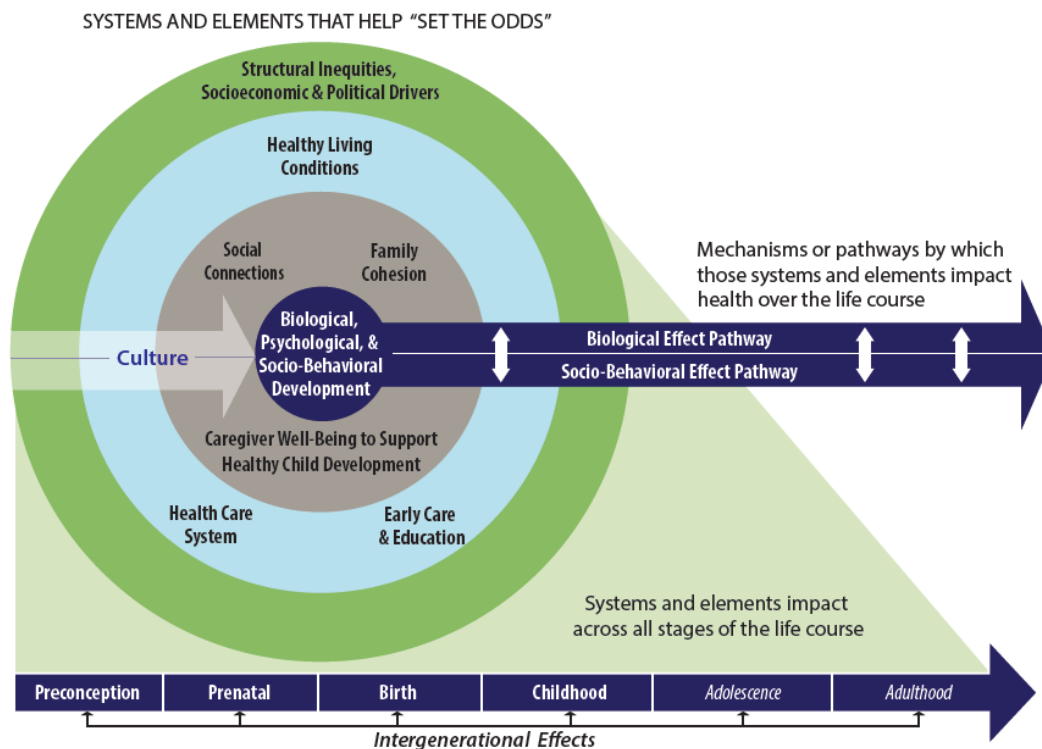 SYSTEMS AND ELEMENTS THAT HELP “SET THE ODDS”
Structural Inequities,
Socioeconomic & Political Drivers
Healthy Living
Conditions
Social
Connections
Family
Cohesion
Mechanisms or pathways by which
those systems and elements impact
health over the life course
Culture
Biological,
Psychological, &
Socio-Behavioral
Development
Biological Effect Pathway
Socio-Behavioral Effect Pathway
Caregiver Well-Being to Support
Healthy Child Development
Health Care
System
Early Care
& Education
Systems and elements impact
across all stages of the life course
Preconception
Prenatal
Birth
Childhood
Adolescence
Adulthood
Intergenerational Effects